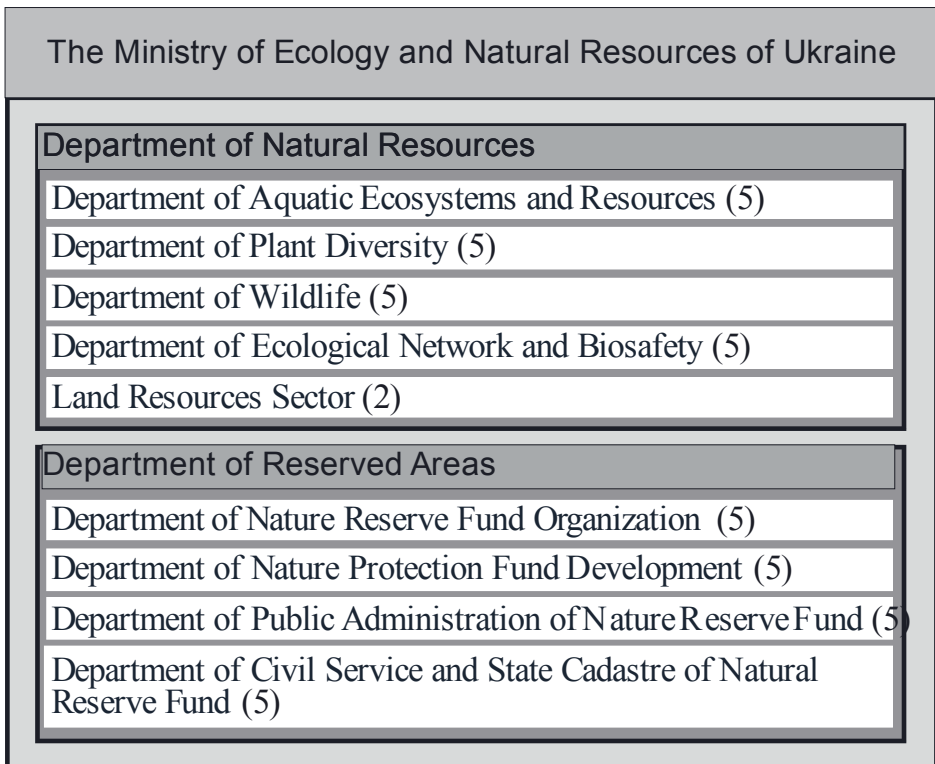 The Ministry of Ecology and Natural Resources of Ukraine
Department of Natural Resources
Department of Aquatic Ecosystems and Resources (5)
Department of Plant Diversity (5)
Department of Wildlife (5)
Department of Ecological Network and Biosafety (5)
Land Resources Sector (2)
Department of Reserved Areas
Department of Nature Reserve Fund Organization (5)
Department of Nature Protection Fund Development (5)
Department of Public Administration of Nature Reserve Fund (5)
Department of Civil Service and State Cadastre of Natural
Reserve Fund (5)